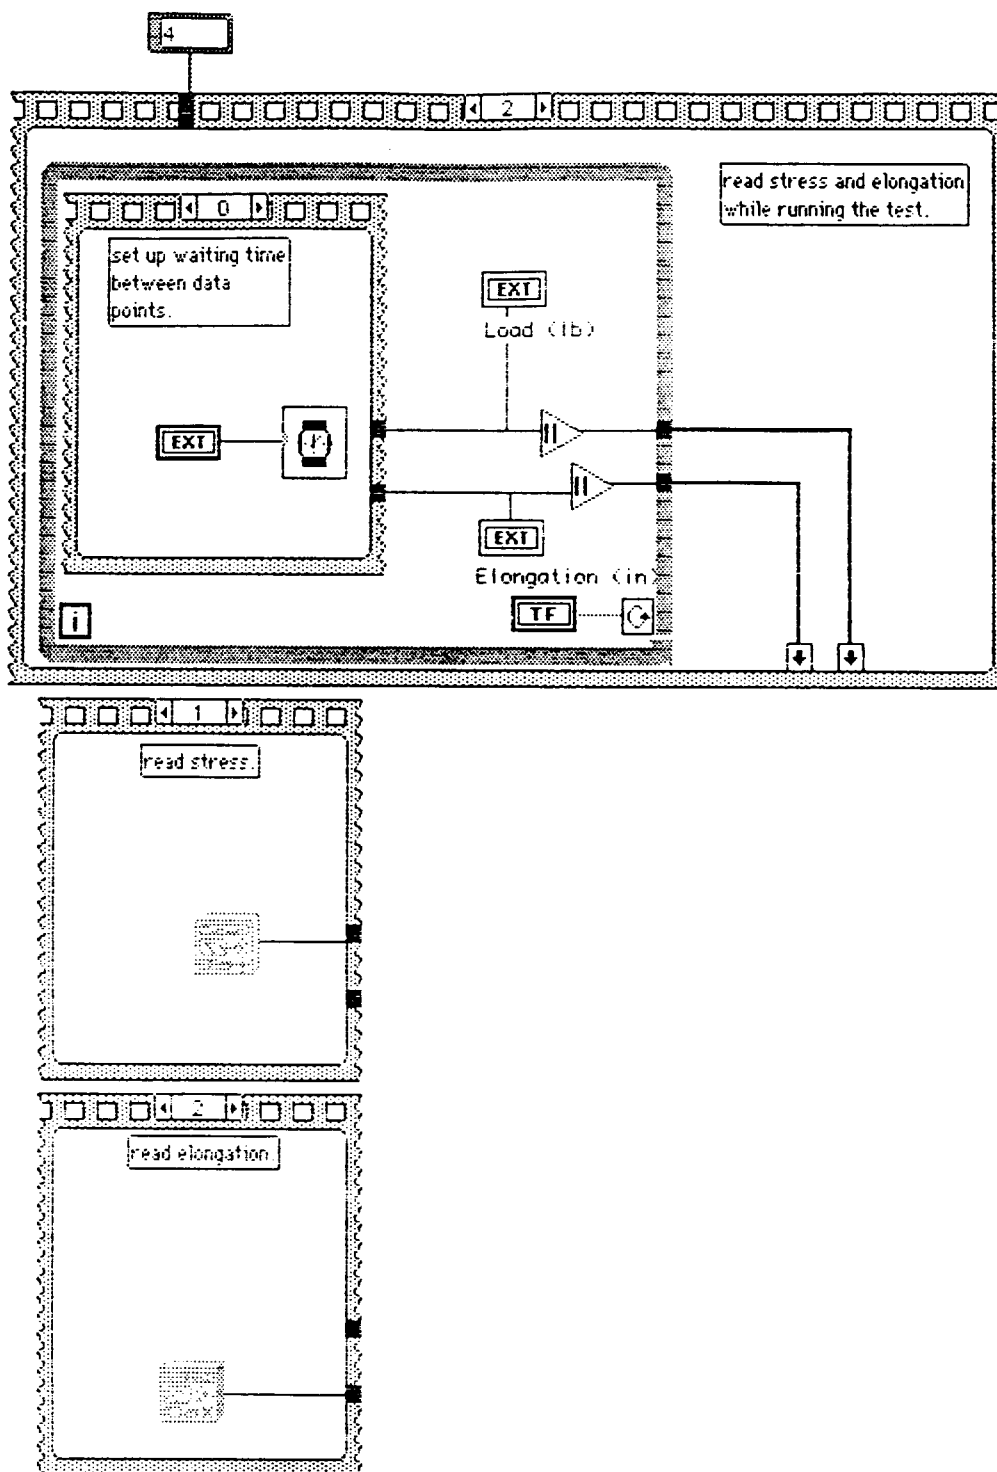 4
2
read stress and elongation
while running the test.
0
set up waiting time
between data
points.
EXT
Load (lb)
EXT
EXT
Elongation (in)
TF
i
1
read stress.
2
read elongation.